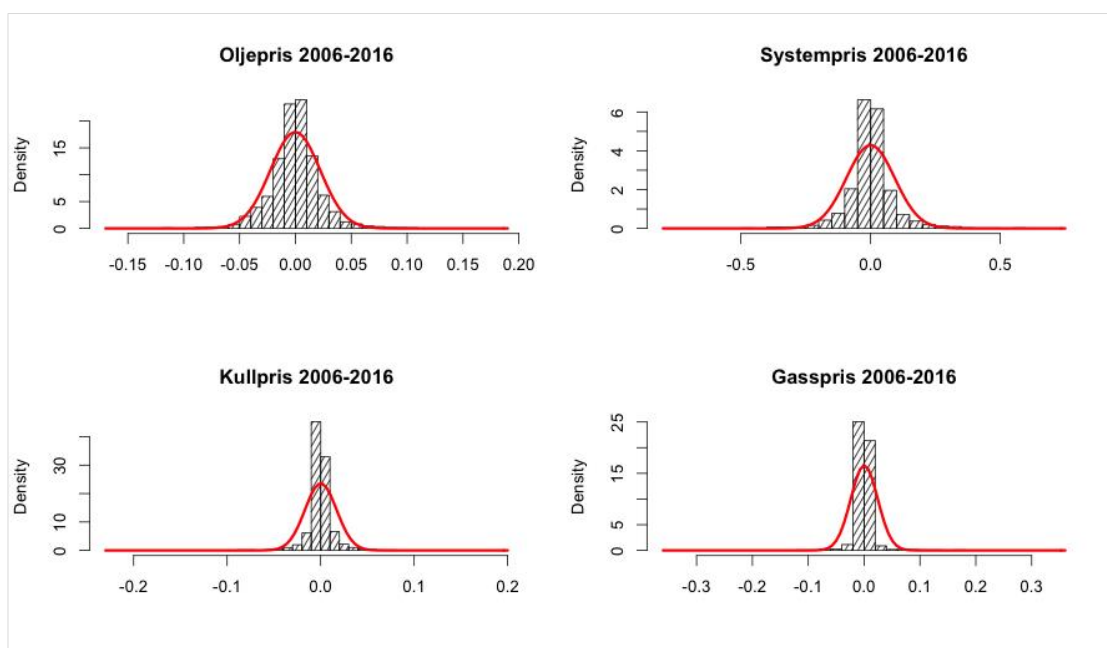 Oljepris 2006-2016
Density
15
5
0
-0.15 -0.10 -0.05 0.00 0.05 0.10 0.15 0.20
Systempris 2006-2016
Density
6
4
2
0
-0.5 0.0 0.5
Kullpris 2006-2016
Density
30
10
0
-0.2 -0.1 0.0 0.1 0.2
Gasspris 2006-2016
Density
25
15
5
0
-0.3 -0.2 -0.1 0.0 0.1 0.2 0.3